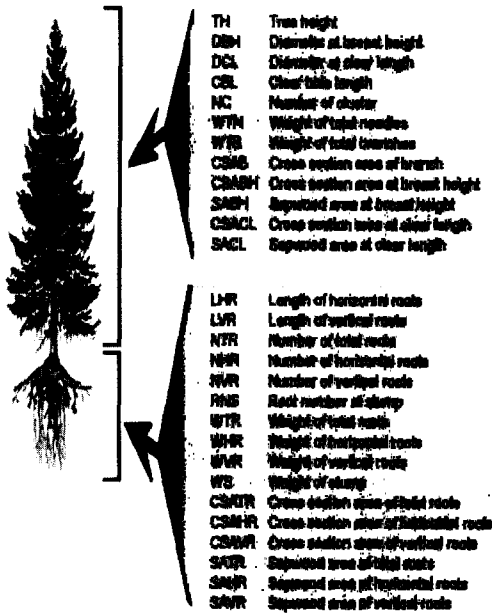 TH Tree height
DBH Diameter at breast height
DCL Diameter at clear length
CBL Clear bole length
NC Number of cluster
WTN Weight of total needles
WTB Weight of total branches
CSAB Cross section area of branch
CSABH Cross section area at breast height
SABH Sapwood area at breast height
CSACL Cross section area at clear length
SACL Sapwood area at clear length
LHR Length of horizontal roots
LVR Length of vertical roots
NTR Number of total roots
NHR Number of horizontal roots
NVR Number of vertical roots
RNS Root number at stump
WTR Weight of total roots
WHR Weight of horizontal roots
WVR Weight of vertical roots
WS Weight of stump
CSATR Cross section area of total roots
CSAHR Cross section area of horizontal roots
CSAVR Cross section area of vertical roots
SATR Sapwood area of total roots
SAHR Sapwood area of horizontal roots
SAVR Sapwood area of vertical roots